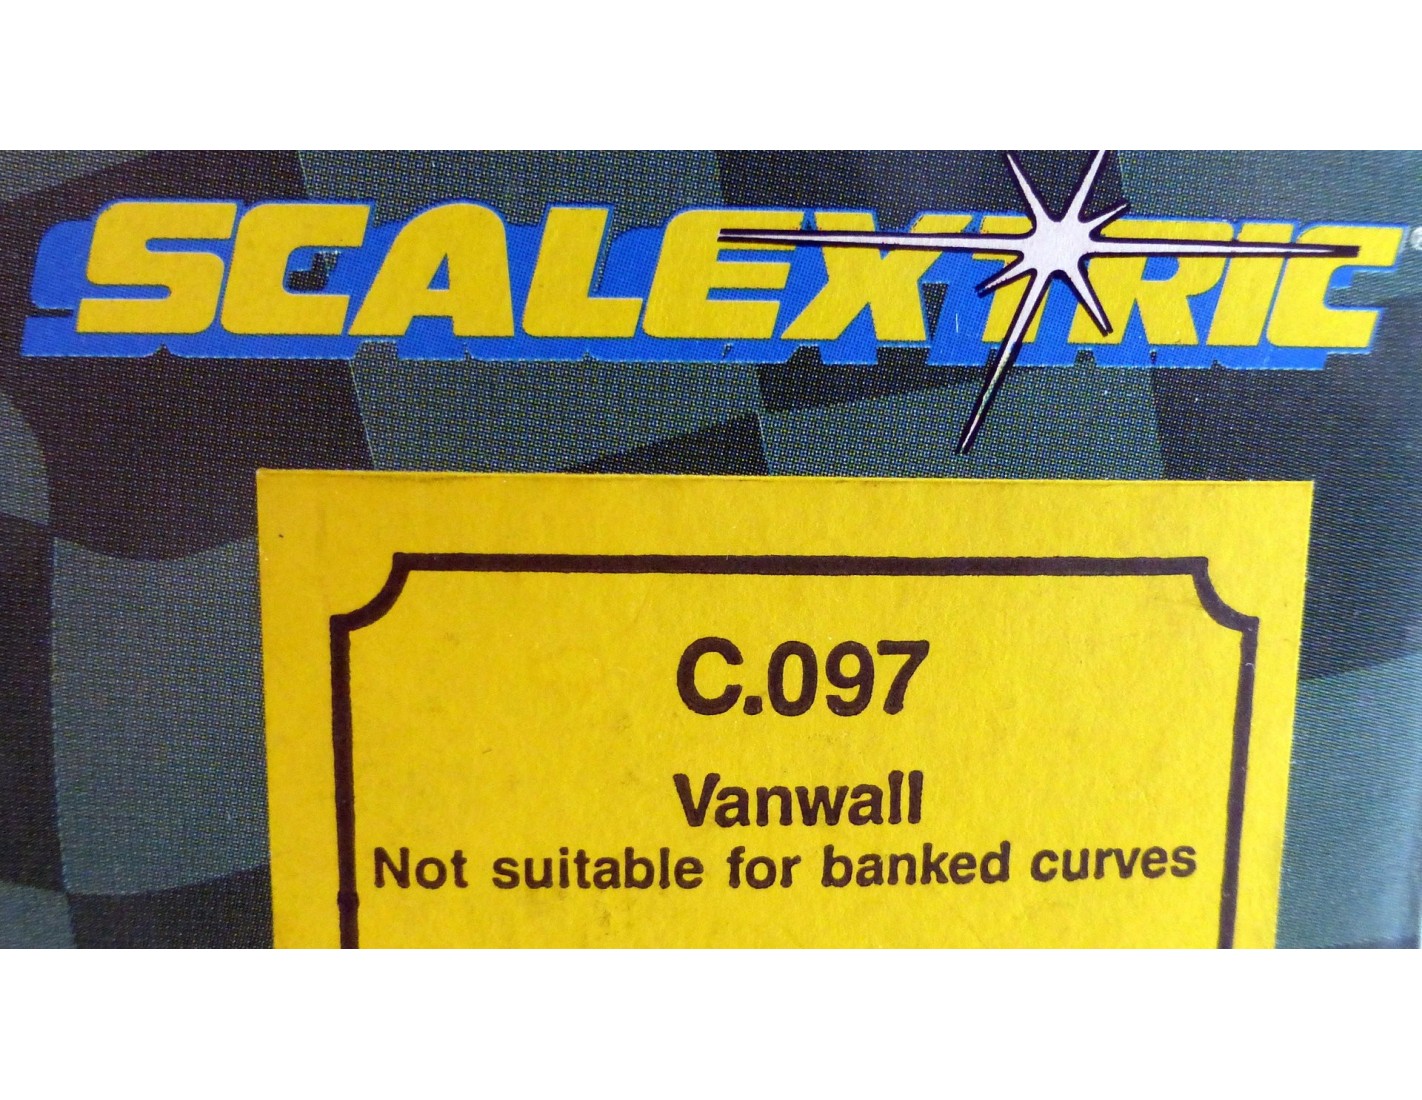 SCALEXTRIC
C.097
Vanwall
Not suitable for banked curves